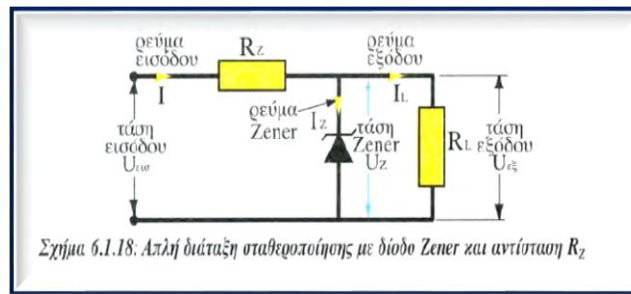 ρεύμα
εισόδου
I
R_Z
ρεύμα
εξόδου
I_L
ρεύμα
Zener
I_Z
τάση
εισόδου
U_εισ
τάση
Zener
U_Z
R_L
τάση
εξόδου
U_εξ
Σχήμα 6.1.18: Απλή διάταξη σταθεροποίησης με δίοδο Zener και αντίσταση R_Z